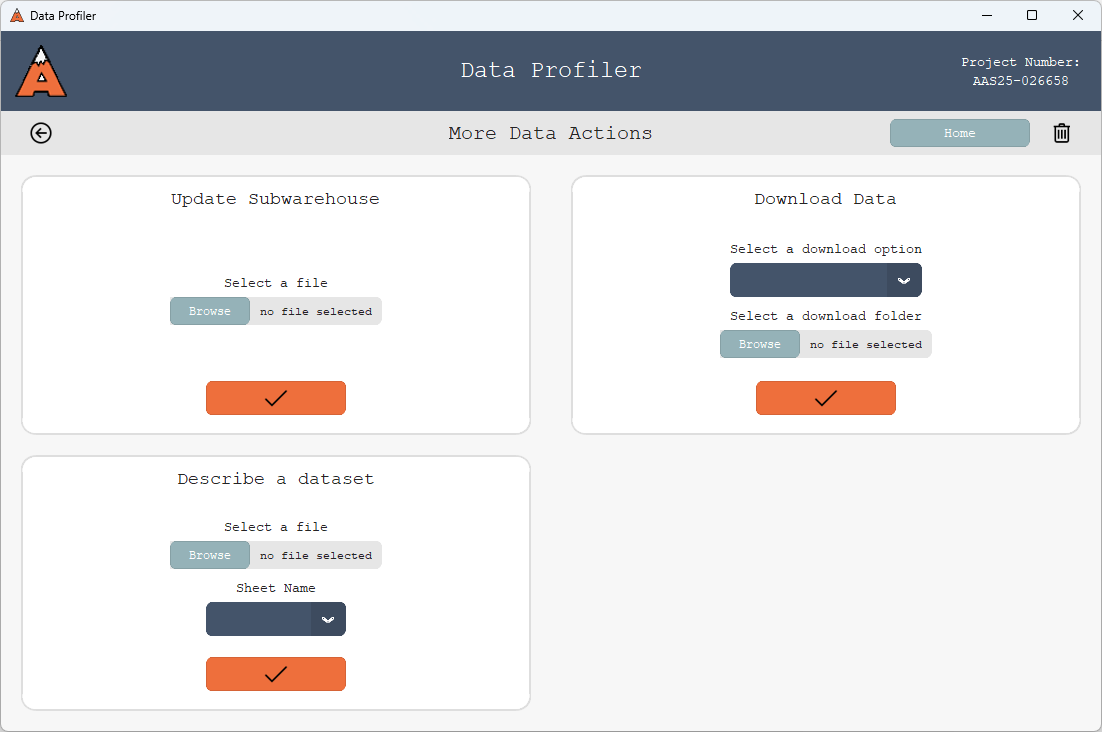 Data Profiler
Data Profiler
Project Number:
AAS25-026658
More Data Actions
Home
Update Subwarehouse
Select a file
Browse
no file selected
Download Data
Select a download option
Select a download folder
Browse
no file selected
Describe a dataset
Select a file
Browse
no file selected
Sheet Name